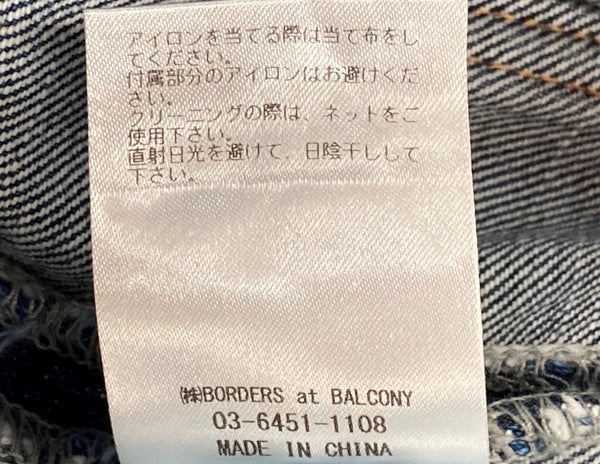 アイロンを当てる際は当て布をし
てください。
付属部分のアイロンはお避けくだ
さい。
クリーニングの際は、ネットをご
使用下さい。
直射日光を避けて、日陰干しして
下さい。
㈱BORDERS at BALCONY
03-6451-1108
MADE IN CHINA